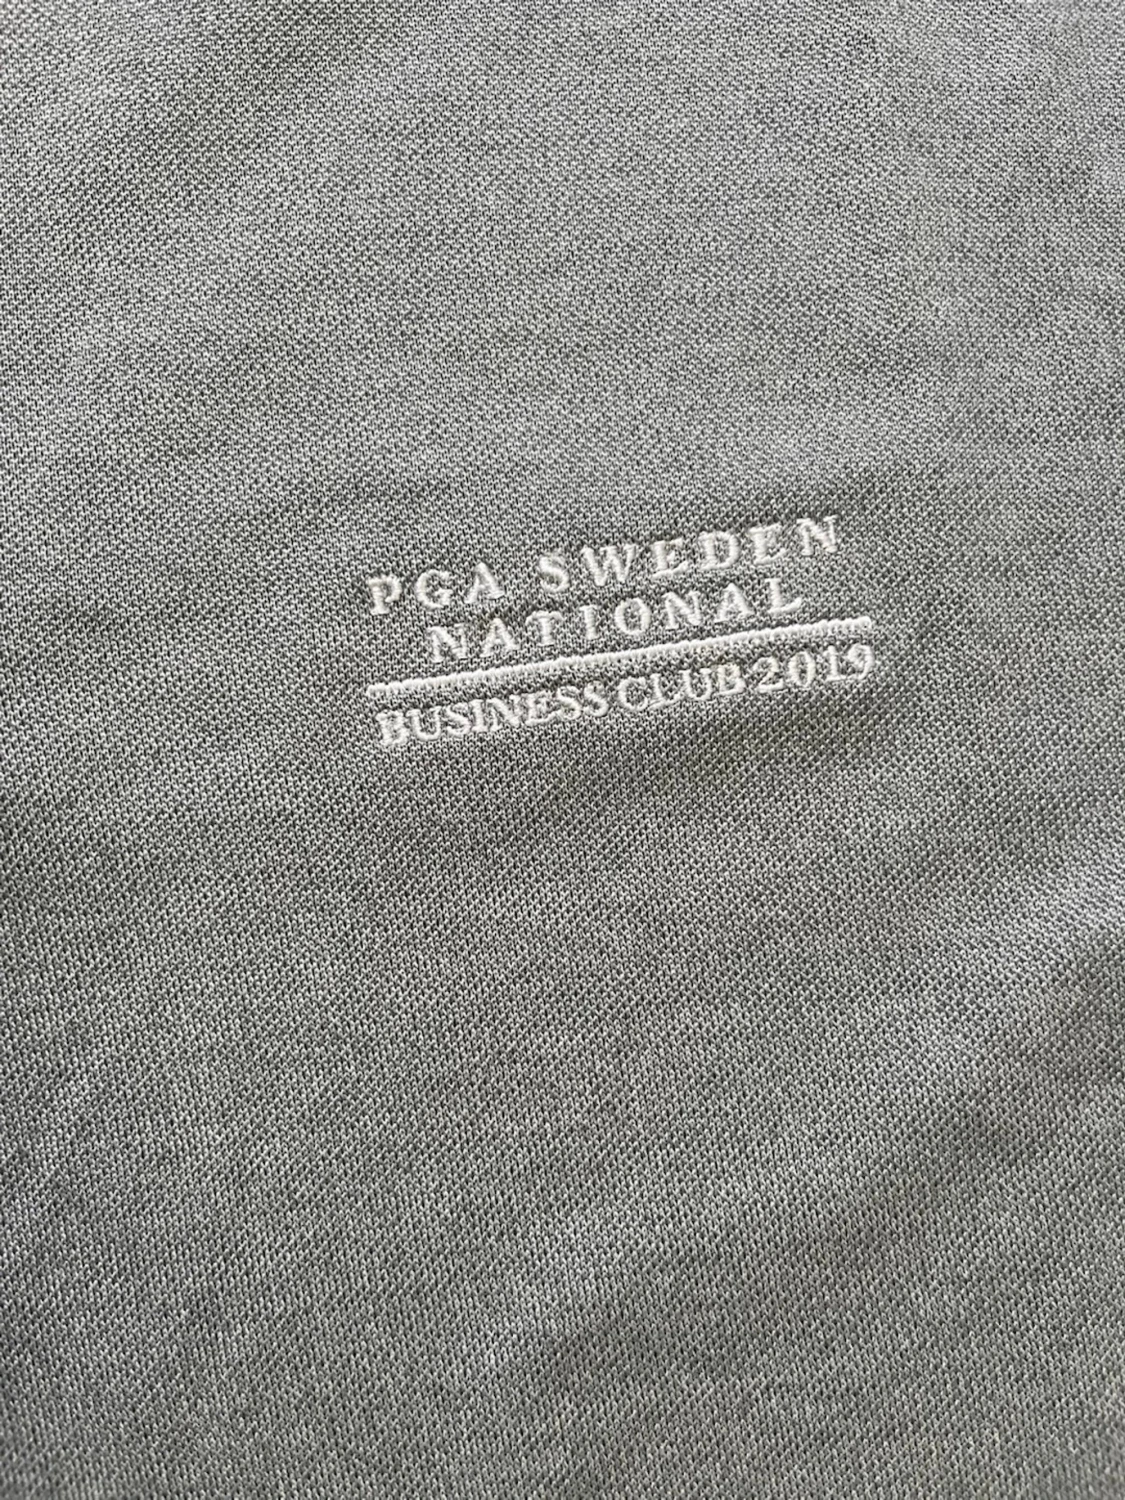 PGA SWEDEN
NATIONAL
BUSINESS CLUB 2019